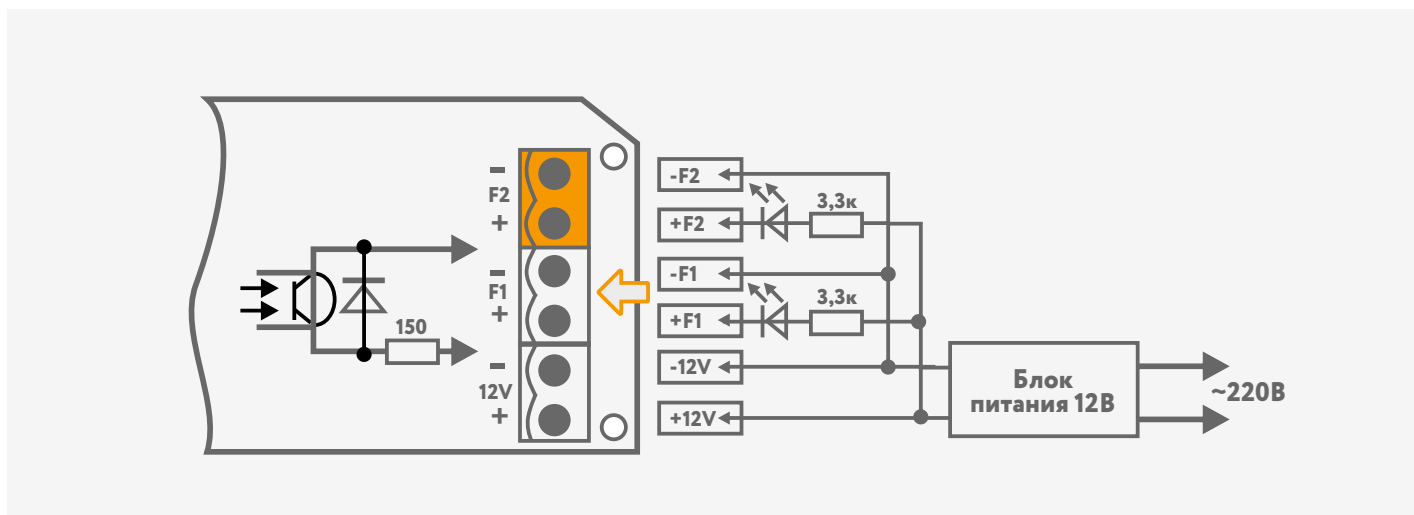 −
F2
+
−
F1
+
−
12V
+
150
-F2
+F2
-F1
+F1
-12V
+12V
3,3к
3,3к
Блок
питания 12В
~220В